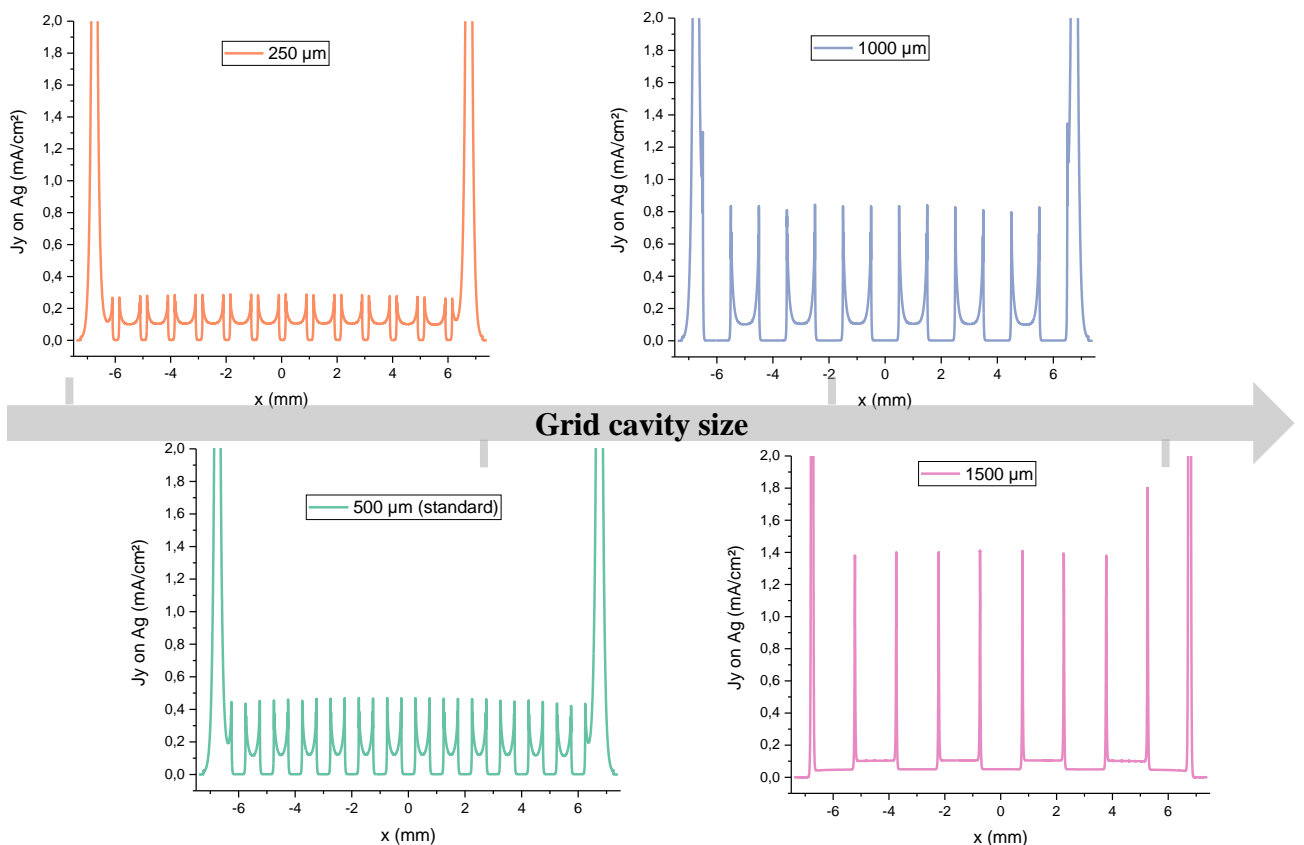 250 µm
Jy on Ag (mA/cm²)
2,0
1,8
1,6
1,4
1,2
1,0
0,8
0,6
0,4
0,2
0,0
-6 -4 -2 0 2 4 6
x (mm)
1000 µm
Jy on Ag (mA/cm²)
2,0
1,8
1,6
1,4
1,2
1,0
0,8
0,6
0,4
0,2
0,0
-6 -4 -2 0 2 4 6
x (mm)
Grid cavity size
500 µm (standard)
Jy on Ag (mA/cm²)
2,0
1,8
1,6
1,4
1,2
1,0
0,8
0,6
0,4
0,2
0,0
-6 -4 -2 0 2 4 6
x (mm)
1500 µm
Jy on Ag (mA/cm²)
2,0
1,8
1,6
1,4
1,2
1,0
0,8
0,6
0,4
0,2
0,0
-6 -4 -2 0 2 4 6
x (mm)